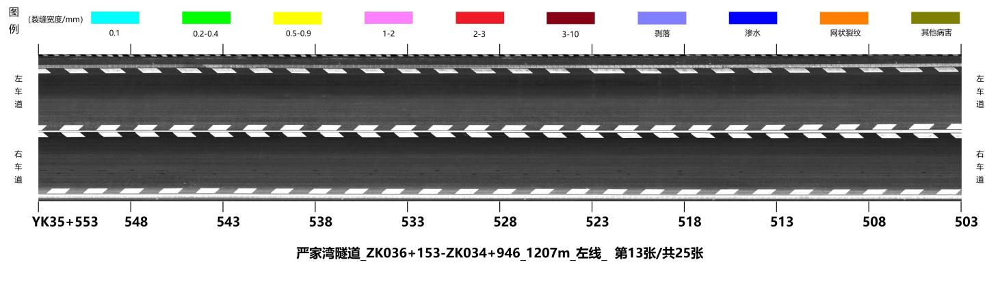 图例
(裂缝宽度/mm)
0.1 0.2-0.4 0.5-0.9 1-2 2-3 3-10 剥落 渗水 网状裂纹 其他病害
左车道
左车道
右车道
右车道
YK35+553 548 543 538 533 528 523 518 513 508 503
严家湾隧道_ZK036+153-ZK034+946_1207m_左线_ 第13张/共25张